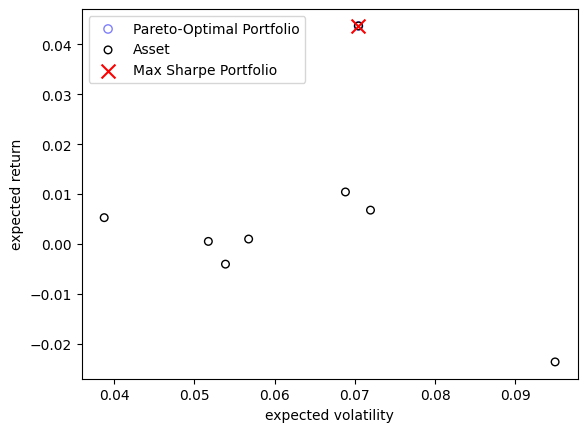 Pareto-Optimal Portfolio
Asset
Max Sharpe Portfolio
expected return
0.04
0.03
0.02
0.01
0.00
−0.01
−0.02
0.04 0.05 0.06 0.07 0.08 0.09
expected volatility